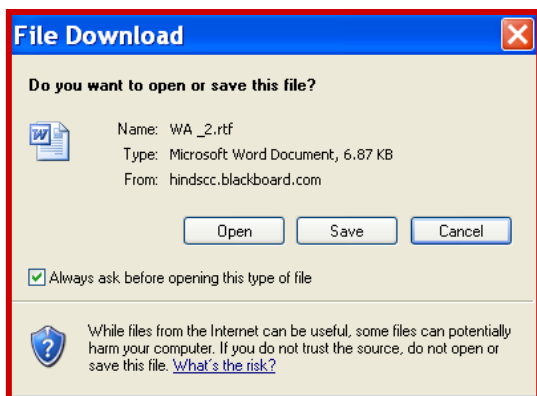 File Download
Do you want to open or save this file?
Name: WA _2.rtf
Type: Microsoft Word Document, 6.87 KB
From: hindscc.blackboard.com
Open Save Cancel
Always ask before opening this type of file
While files from the Internet can be useful, some files can potentially
harm your computer. If you do not trust the source, do not open or
save this file. What's the risk?